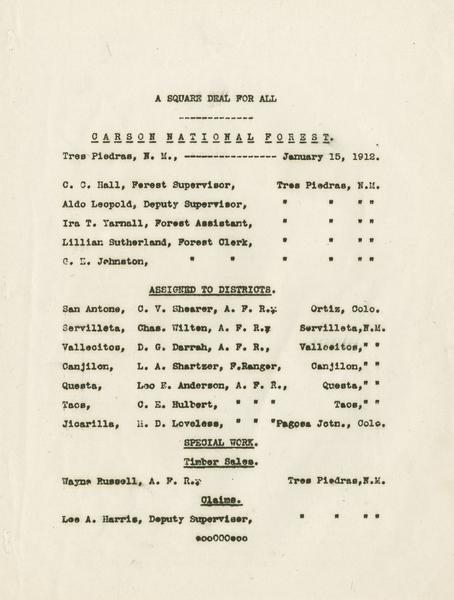 A SQUARE DEAL FOR ALL
-------------
CARSON NATIONAL FOREST.
Tres Piedras, N. M., ----------------- January 15, 1912.
C. C. Hall, Forest Supervisor, Tres Piedras, N.M.
Aldo Leopold, Deputy Supervisor, " " " "
Ira T. Yarnall, Forest Assistant, " " " "
Lillian Sutherland, Forest Clerk, " " " "
G. E. Johnston, " " " " " "
ASSIGNED TO DISTRICTS.
San Antone, C. V. Shearer, A. F. R., Ortiz, Colo.
Servilleta, Chas. Wilten, A. F. R., Servilleta,N.M.
Vallecitos, D. G. Darrah, A. F. R., Vallecitos," "
Canjilon, L. A. Shartzer, F.Ranger, Canjilon," "
Questa, Leo E. Anderson, A. F. R., Questa," "
Taos, C. E. Hulbert, " " " Taos," "
Jicarilla, H. D. Loveless, " " "Pagosa Jctn., Colo.
SPECIAL WORK.
Timber Sales.
Wayne Russell, A. F. R., Tres Piedras,N.M.
Claims.
Lee A. Harris, Deputy Supervisor, " " " "
ooo000ooo